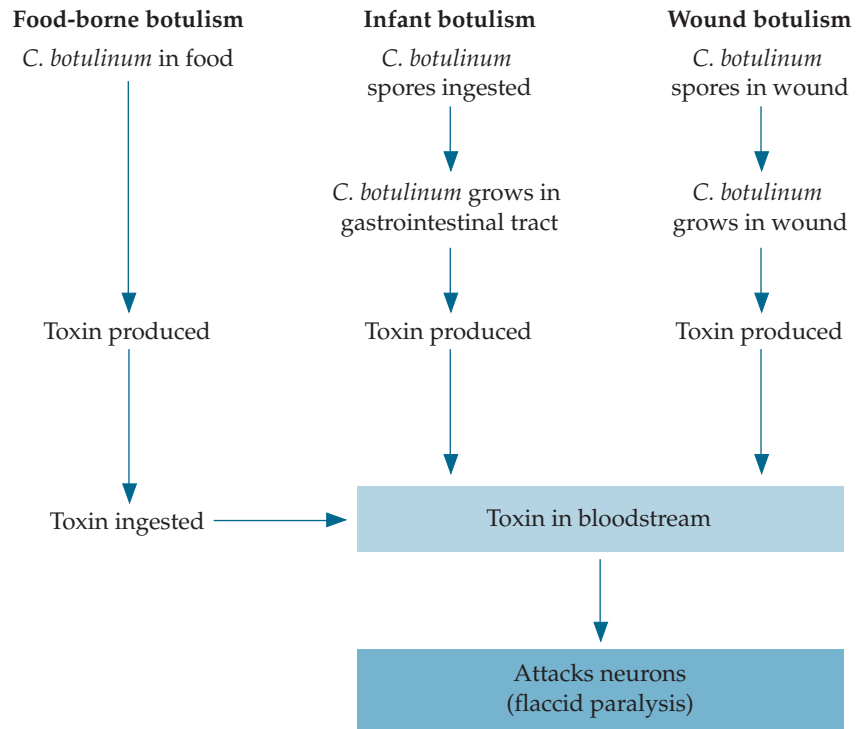 Food-borne botulism
C. botulinum in food
Toxin produced
Toxin ingested
Infant botulism
C. botulinum
spores ingested
C. botulinum grows in
gastrointestinal tract
Toxin produced
Wound botulism
C. botulinum
spores in wound
C. botulinum
grows in wound
Toxin produced
Toxin in bloodstream
Attacks neurons
(flaccid paralysis)